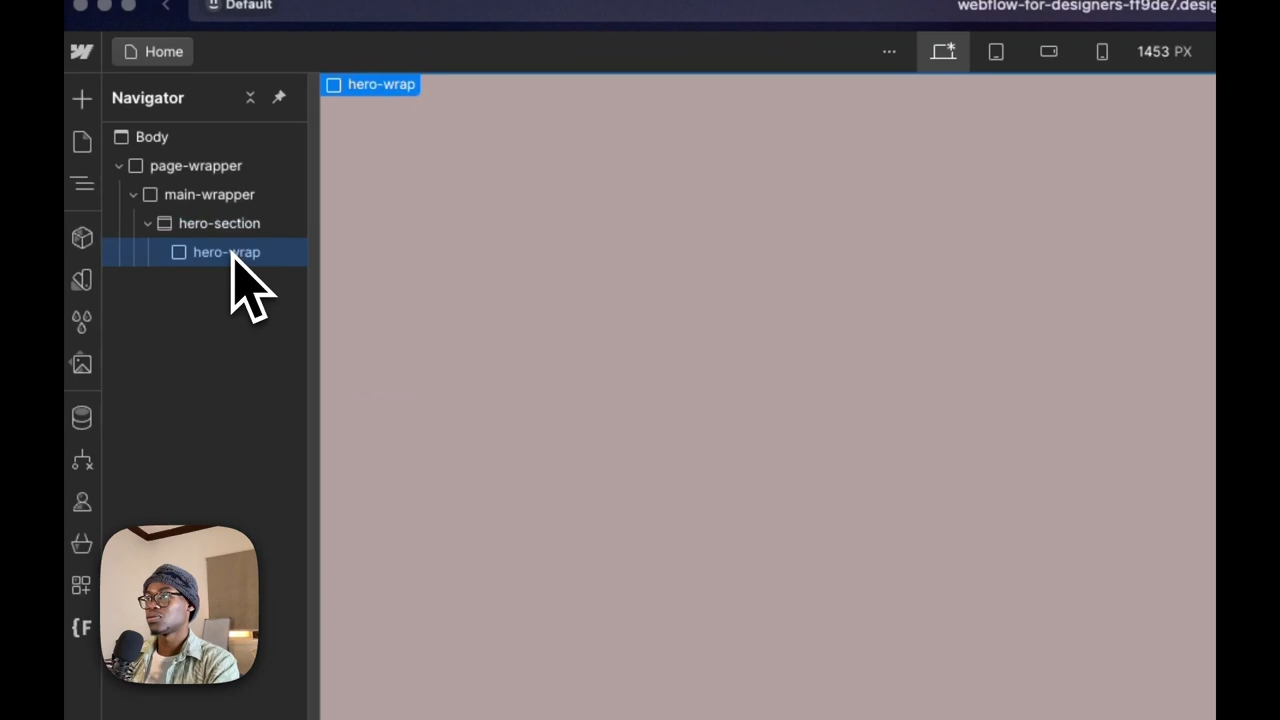 Default
webflow-for-designers-ff9de7.desig
Home
...
1453 PX
Navigator
hero-wrap
Body
page-wrapper
main-wrapper
hero-section
hero-wrap
{F